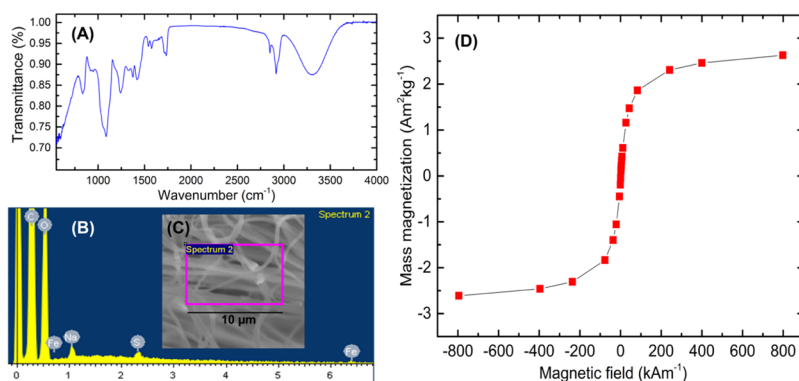 (A)
Transmittance (%)
1.00
0.95
0.90
0.85
0.80
0.75
0.70
1000 1500 2000 2500 3000 3500 4000
Wavenumber (cm⁻¹)
(B)
Spectrum 2
C
O
Fe
Na
S
Fe
0 1 2 3 4 5 6
(C)
Spectrum 2
10 μm
(D)
Mass magnetization (Am²kg⁻¹)
3
2
1
0
-1
-2
-3
-800 -600 -400 -200 0 200 400 600 800
Magnetic field (kAm⁻¹)